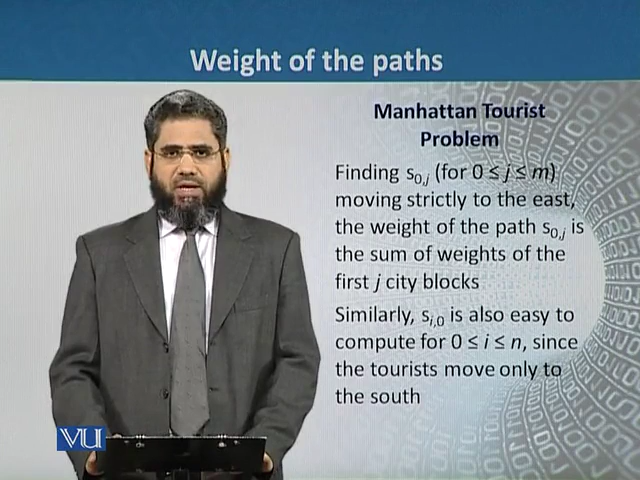 Weight of the paths
Manhattan Tourist
Problem
Finding s0,j (for 0 ≤ j ≤ m)
moving strictly to the east,
the weight of the path s0,j is
the sum of weights of the
first j city blocks
Similarly, si,0 is also easy to
compute for 0 ≤ i ≤ n, since
the tourists move only to
the south
VU